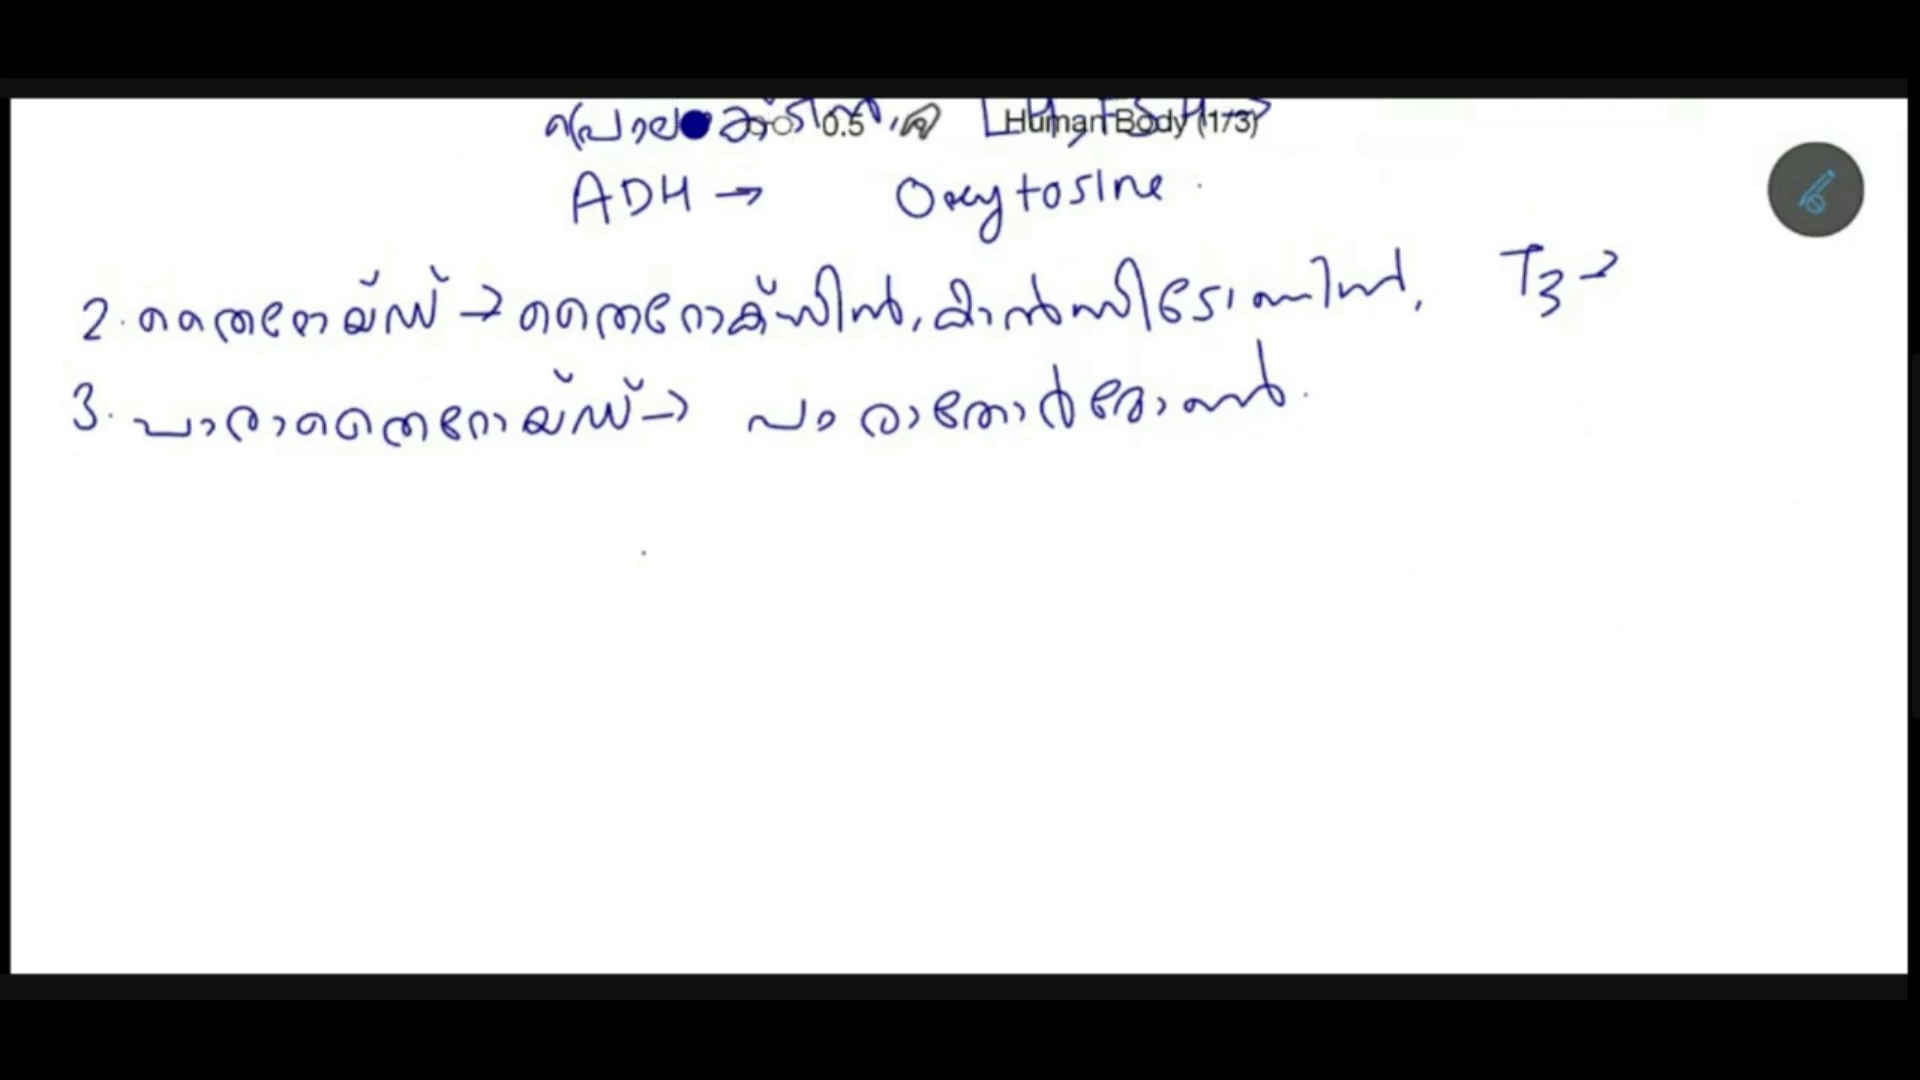 പ്രോലാക്ടിൻ, 0.5 Human Body (1/3)
ADH → Oxytosine
2. തൈറോയ്ഡ് → തൈറോക്സിൻ, കാൽസിടോണിൻ, T3 →
3. പാരാതൈറോയ്ഡ് → പാരാതോർമോൺ.